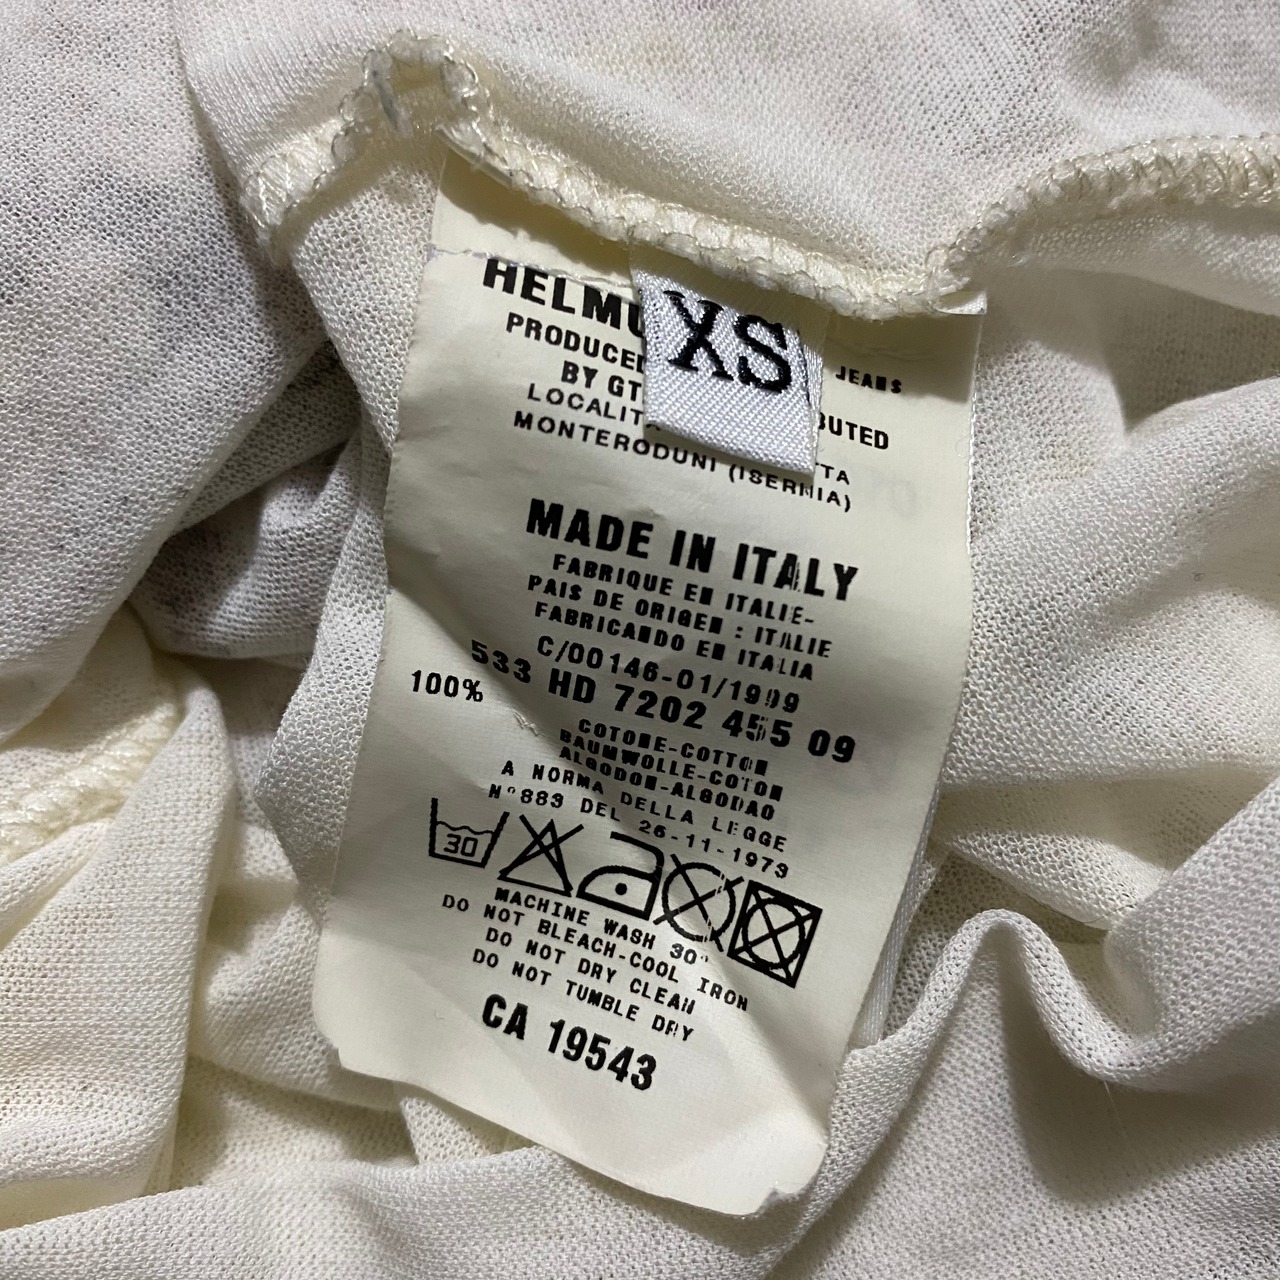 HELMU
XS
JEANS
PRODUCED
BY GT
BUTED
LOCALIT
TTA
MONTERODUNI (ISERNIA)
MADE IN ITALY
FABRIQUE EN ITALIE-
PAIS DE ORIGEN : ITALIE
FABRICANDO EN ITALIA
C/00146-01/1999
533 HD 7202 455 09
100%
COTONE-COTTON
BAUMWOLLE-COTON
ALGODON-ALGODAO
A NORMA DELLA LEGGE
N°883 DEL 26-11-1973
30
MACHINE WASH 30°
DO NOT BLEACH-COOL IRON
DO NOT DRY CLEAN
DO NOT TUMBLE DRY
CA 19543